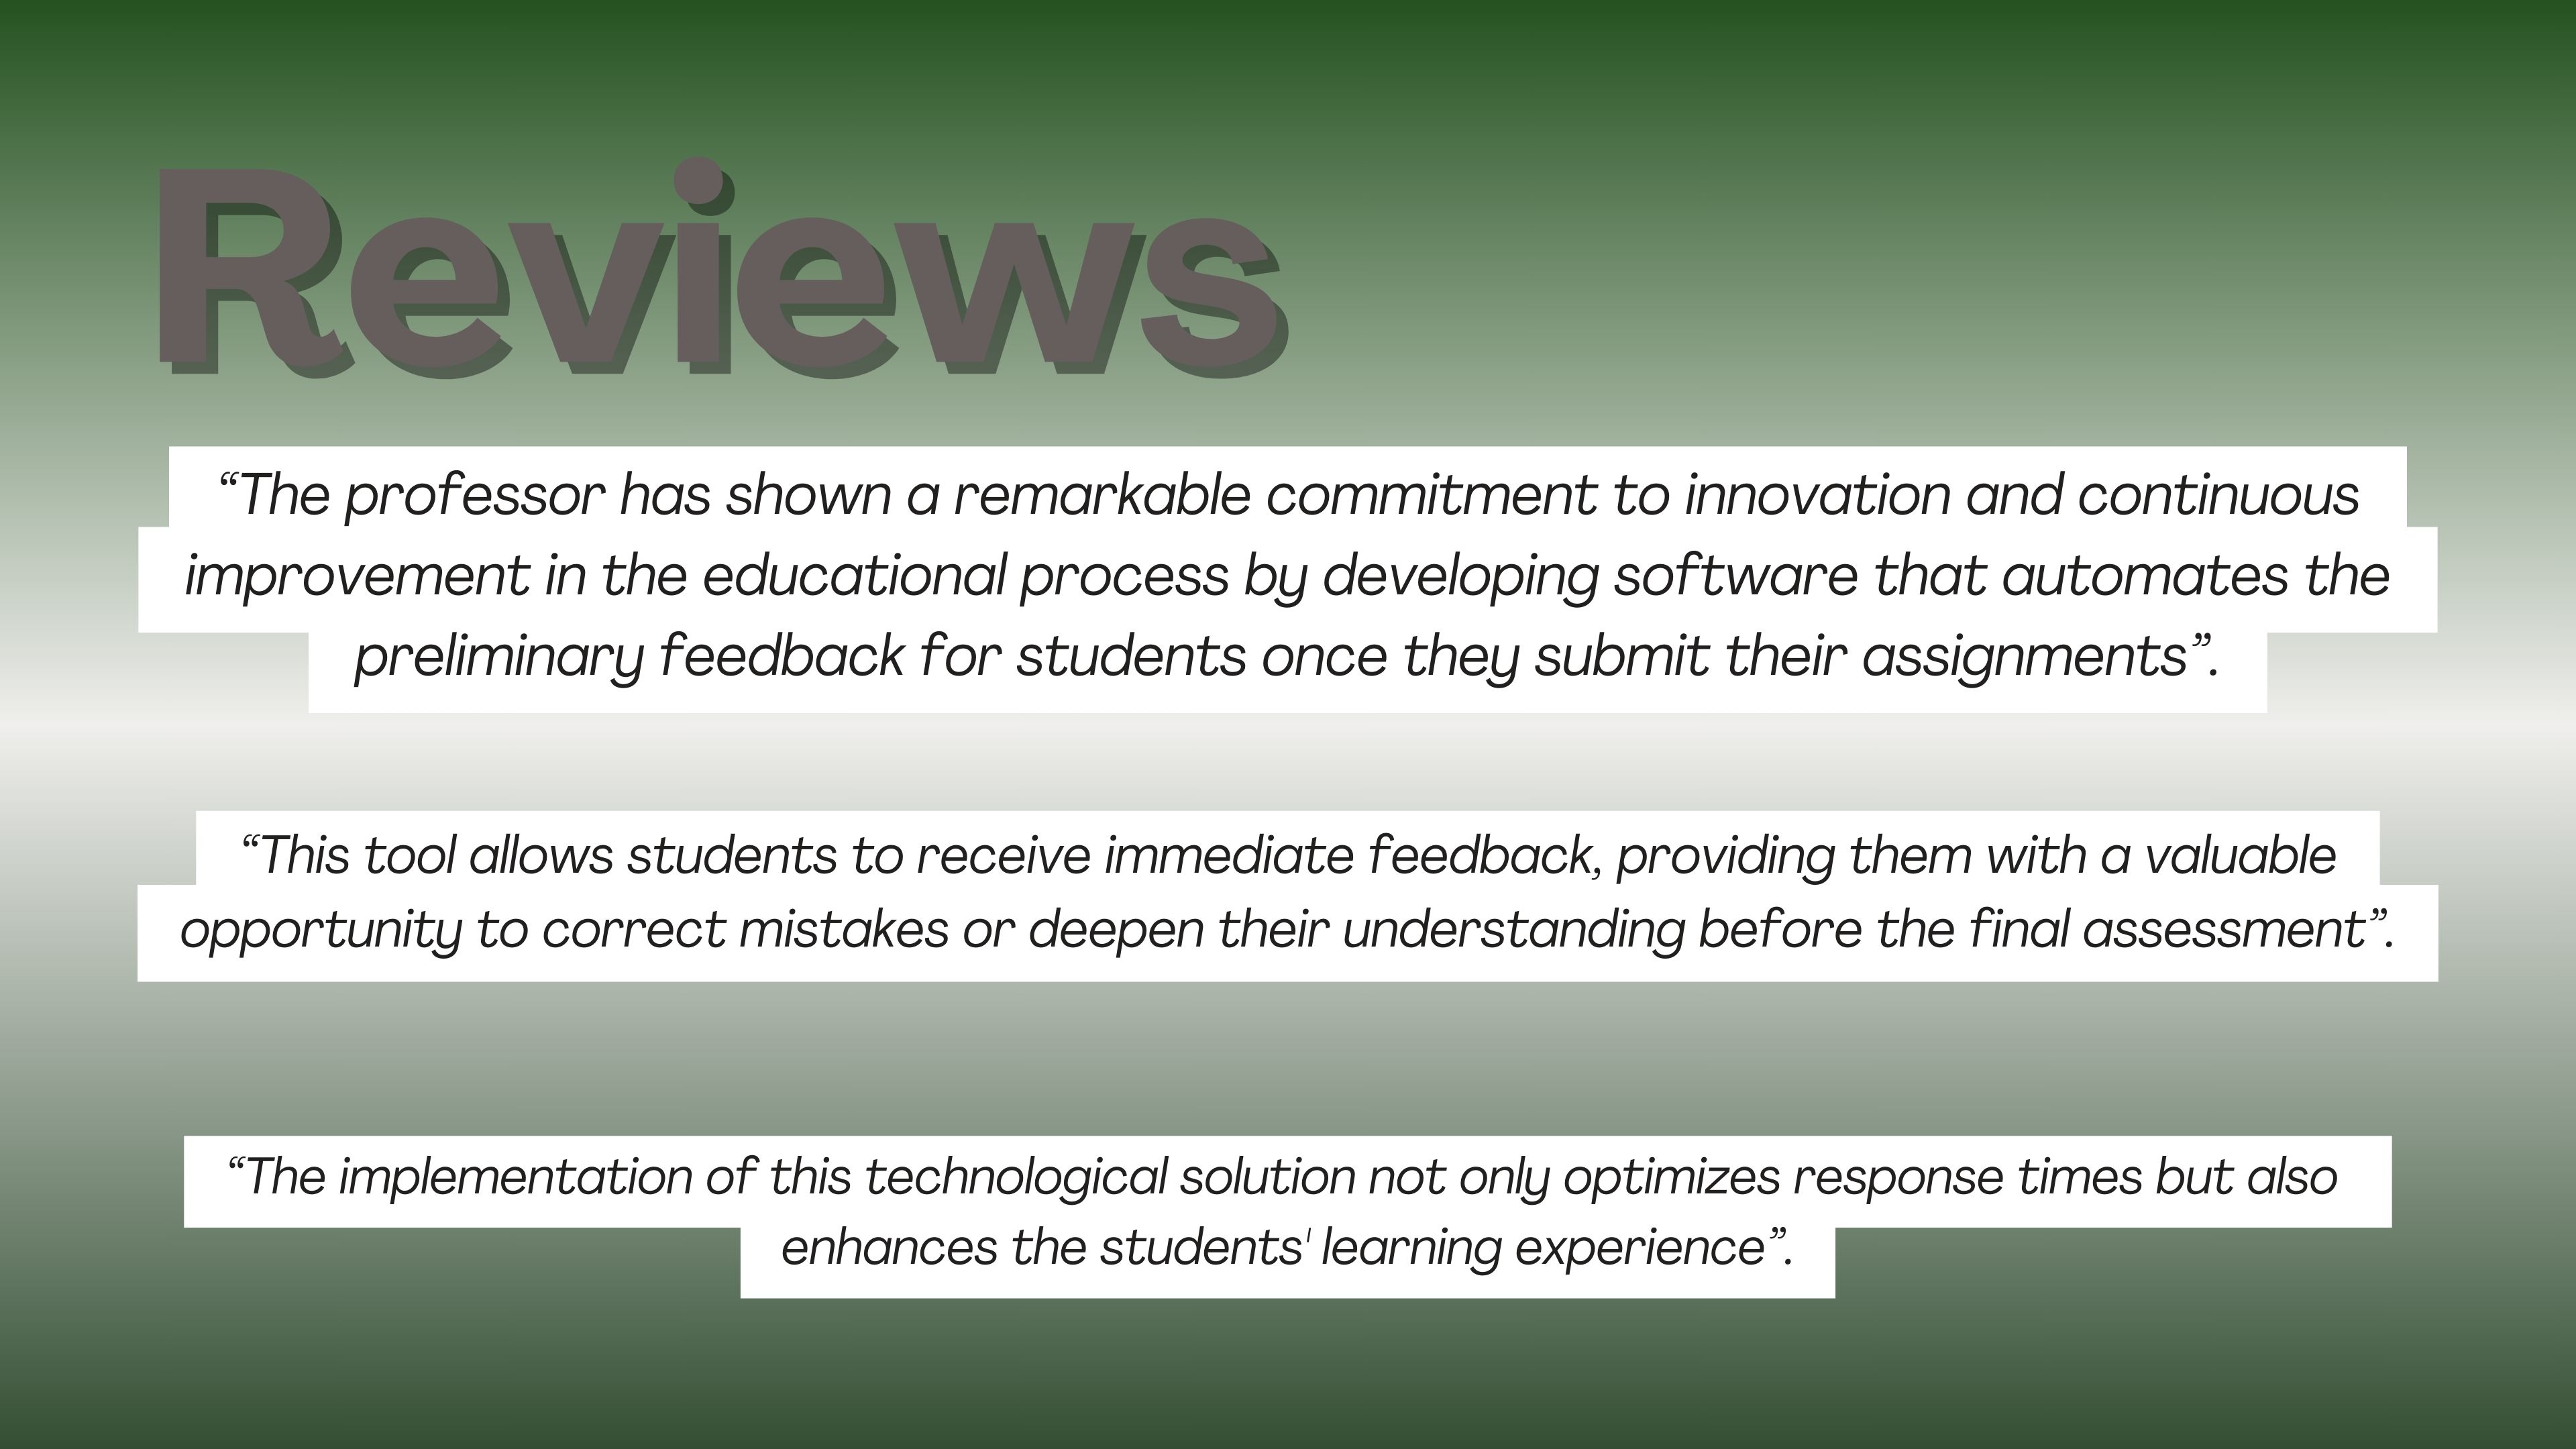 Reviews
“The professor has shown a remarkable commitment to innovation and continuous
improvement in the educational process by developing software that automates the
preliminary feedback for students once they submit their assignments”.
“This tool allows students to receive immediate feedback, providing them with a valuable
opportunity to correct mistakes or deepen their understanding before the final assessment”.
“The implementation of this technological solution not only optimizes response times but also
enhances the students' learning experience”.